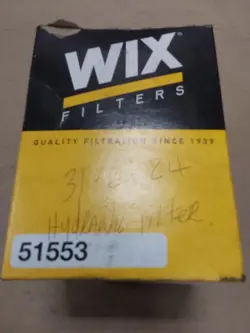 WIX
FILTERS
QUALITY FILTRATION SINCE 1939
HYDRAULIC FILTER.
51553